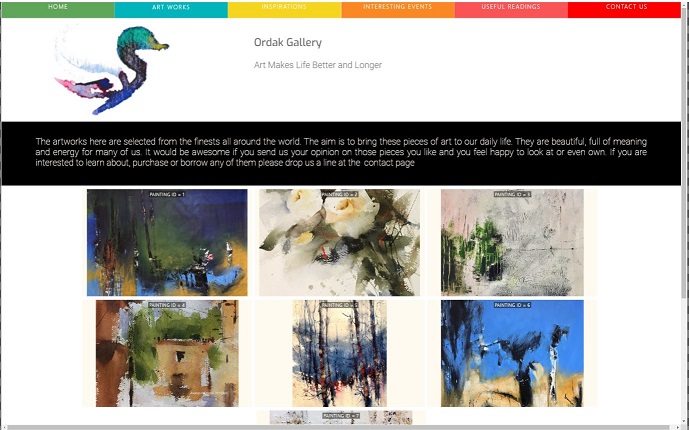 HOME ART WORKS INSPIRATIONS INTERESTING EVENTS USEFUL READINGS CONTACT US
Ordak Gallery
Art Makes Life Better and Longer
The artworks here are selected from the finests all around the world. The aim is to bring these pieces of art to our daily life. They are beautiful, full of meaning
and energy for many of us. It would be awesome if you send us your opinion on those pieces you like and you feel happy to look at or even own. If you are
interested to learn about, purchase or borrow any of them please drop us a line at the contact page
PAINTING ID = 1 PAINTING ID = 2 PAINTING ID = 3
PAINTING ID = 4 PAINTING ID = 5 PAINTING ID = 6
PAINTING ID = 7